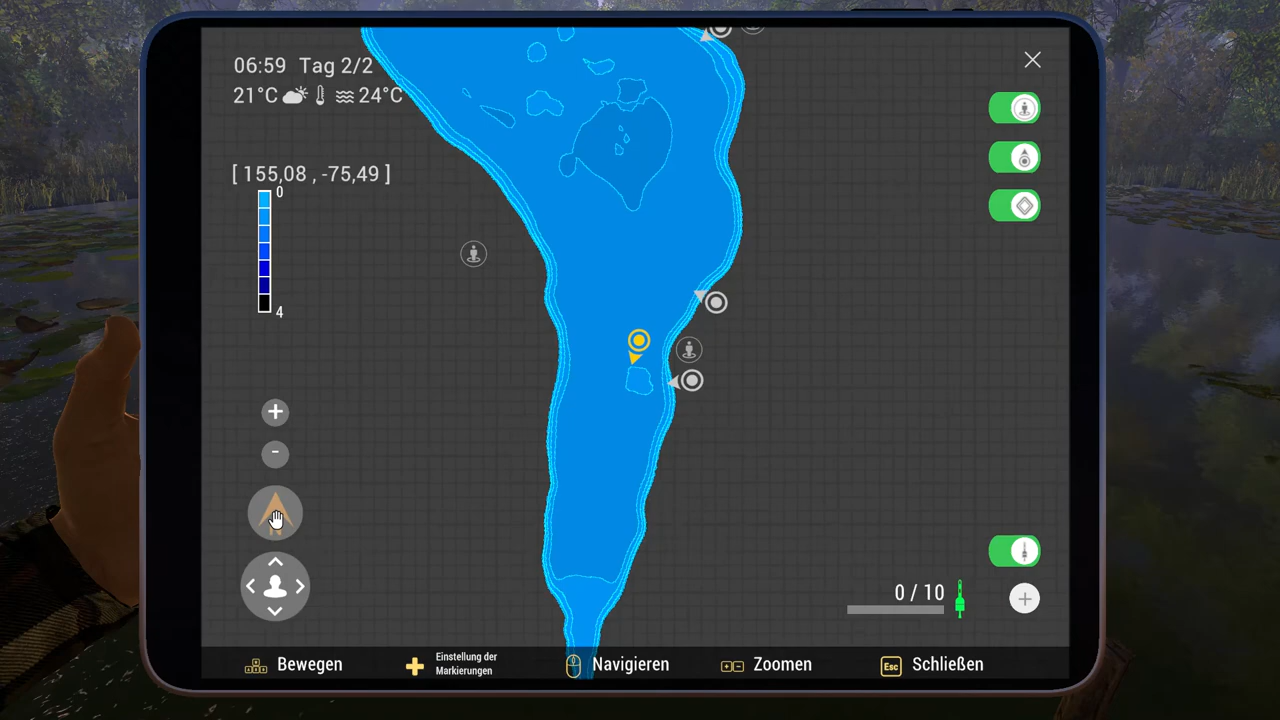 06:59 Tag 2/2
21°C 24°C
[ 155,08 , -75,49 ]
0
4
+
-
0 / 10
+
Bewegen
Einstellung der
Markierungen
Navigieren
Zoomen
Esc Schließen